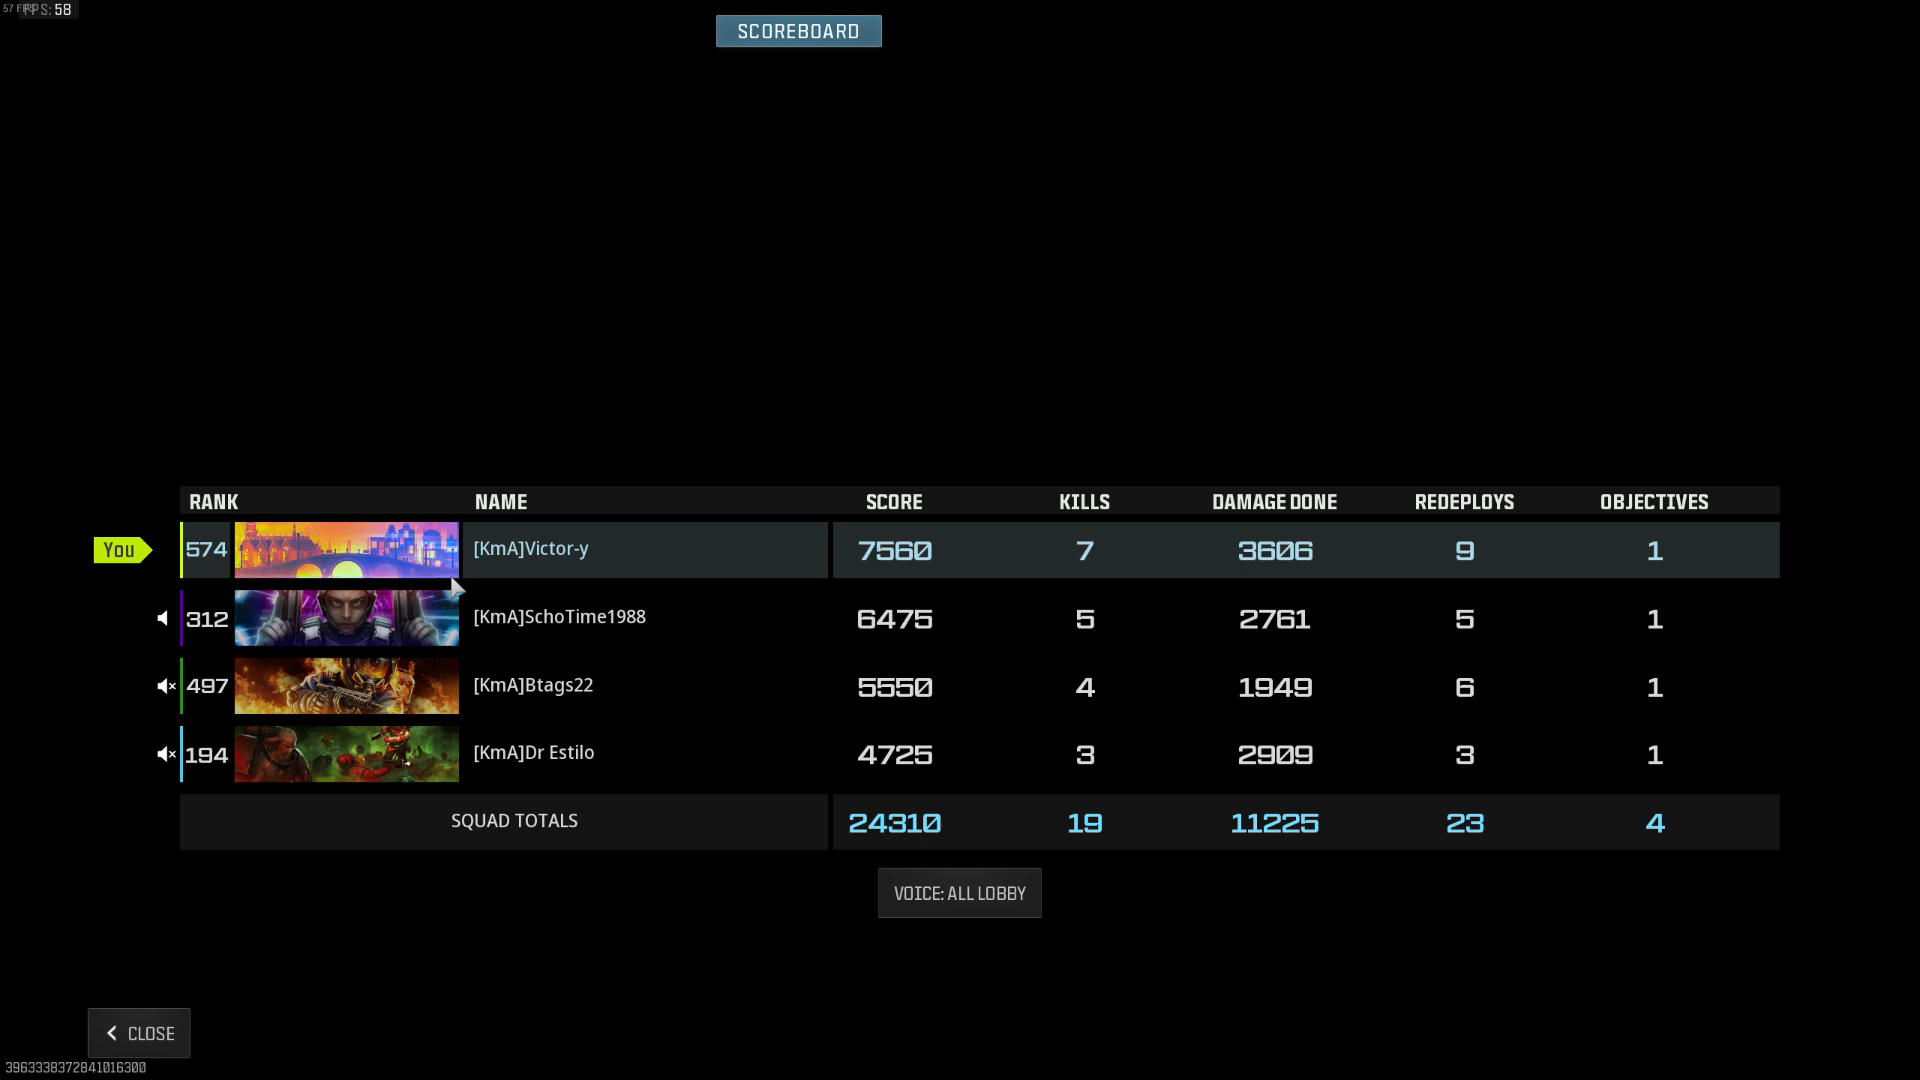 FPS: 58
SCOREBOARD
RANK NAME SCORE KILLS DAMAGE DONE REDEPLOYS OBJECTIVES
You 574 [KmA]Victor-y 7560 7 3606 9 1
312 [KmA]SchoTime1988 6475 5 2761 5 1
497 [KmA]Btags22 5550 4 1949 6 1
194 [KmA]Dr Estilo 4725 3 2909 3 1
SQUAD TOTALS 24310 19 11225 23 4
VOICE: ALL LOBBY
CLOSE
3963338372841016300